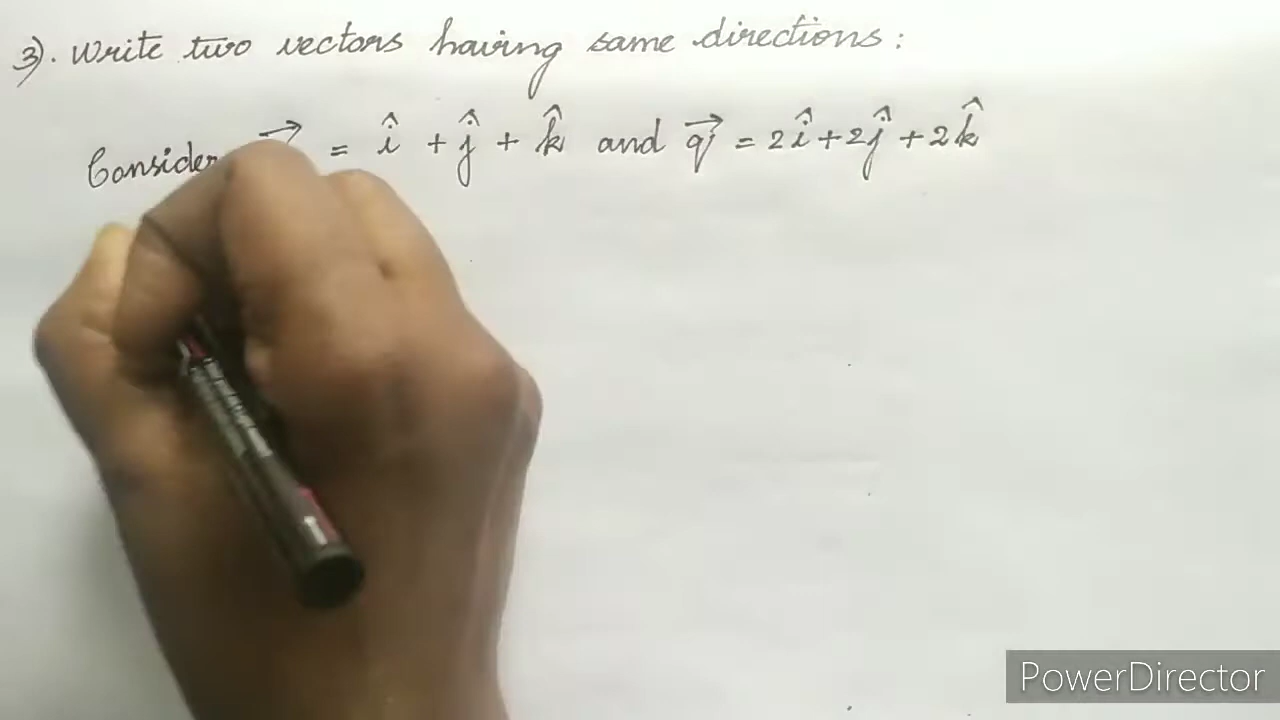 3). Write two vectors having same directions:
Consider → = î + ĵ + k̂ and q⃗ = 2î + 2ĵ + 2k̂
PowerDirector